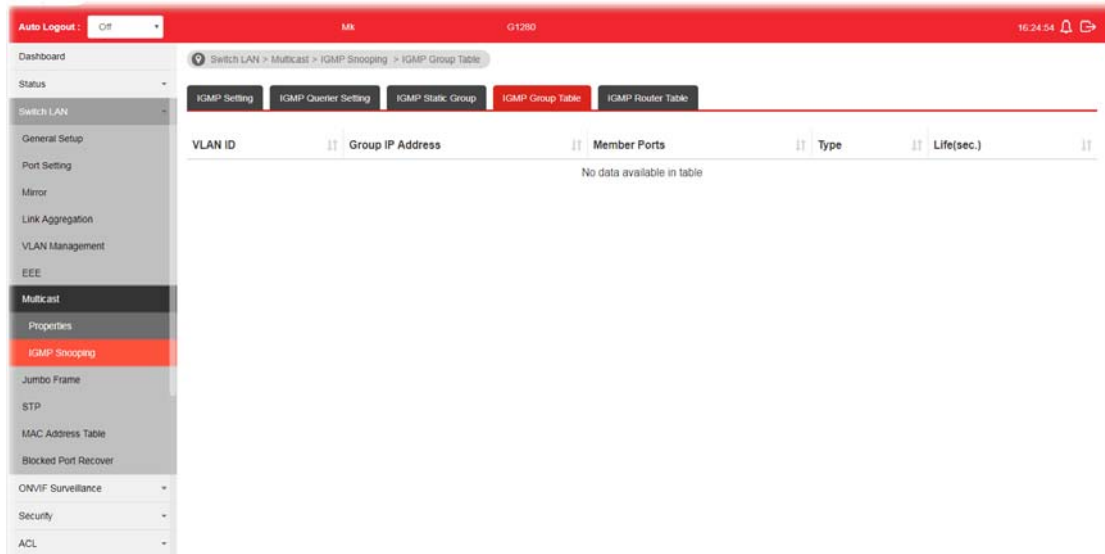 Auto Logout : Off Mk G1280 16:24:54
Dashboard
Status
Switch LAN
General Setup
Port Setting
Mirror
Link Aggregation
VLAN Management
EEE
Multicast
Properties
IGMP Snooping
Jumbo Frame
STP
MAC Address Table
Blocked Port Recover
ONVIF Surveillance
Security
ACL
Switch LAN > Multicast > IGMP Snooping > IGMP Group Table
IGMP Setting IGMP Querier Setting IGMP Static Group IGMP Group Table IGMP Router Table
VLAN ID Group IP Address Member Ports Type Life(sec.)
No data available in table